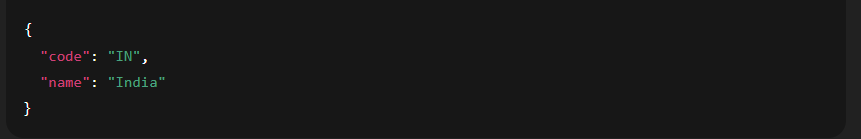 {
  "code": "IN",
  "name": "India"
}